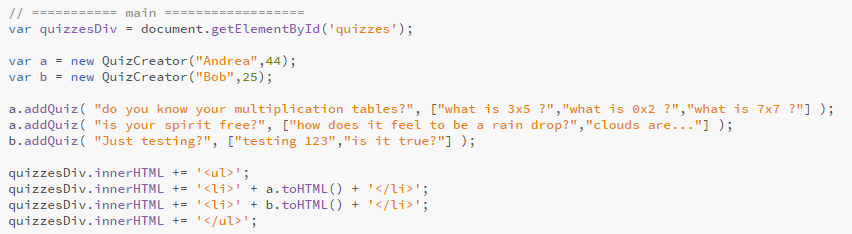 // =========== main ==================
var quizzesDiv = document.getElementById('quizzes');
var a = new QuizCreator("Andrea",44);
var b = new QuizCreator("Bob",25);
a.addQuiz( "do you know your multiplication tables?", ["what is 3x5 ?","what is 0x2 ?","what is 7x7 ?"] );
a.addQuiz( "is your spirit free?", ["how does it feel to be a rain drop?","clouds are..."] );
b.addQuiz( "Just testing?", ["testing 123","is it true?"] );
quizzesDiv.innerHTML += '<ul>';
quizzesDiv.innerHTML += '<li>' + a.toHTML() + '</li>';
quizzesDiv.innerHTML += '<li>' + b.toHTML() + '</li>';
quizzesDiv.innerHTML += '</ul>';